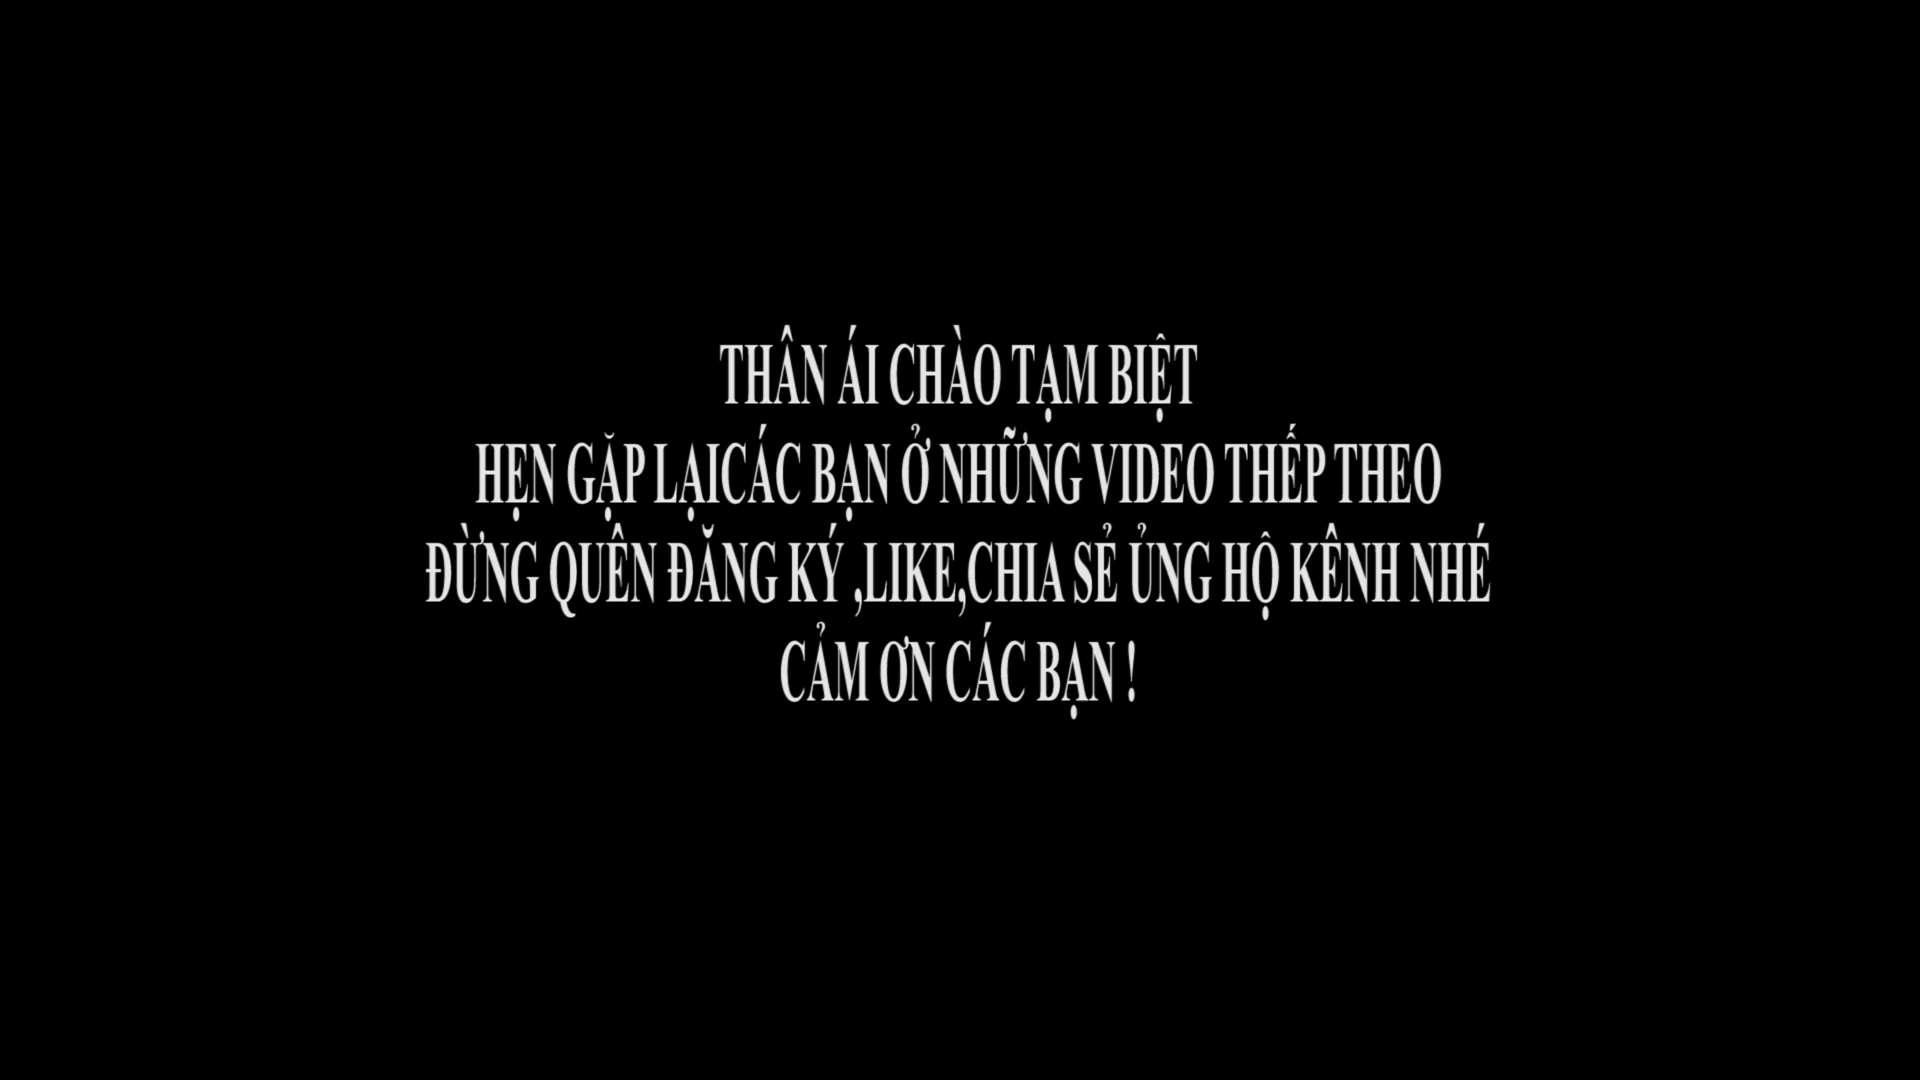 THÂN ÁI CHÀO TẠM BIỆT
HẸN GẶP LẠICÁC BẠN Ở NHỮNG VIDEO THẾP THEO
ĐỪNG QUÊN ĐĂNG KÝ ,LIKE,CHIA SẺ ỦNG HỘ KÊNH NHÉ
CẢM ƠN CÁC BẠN !